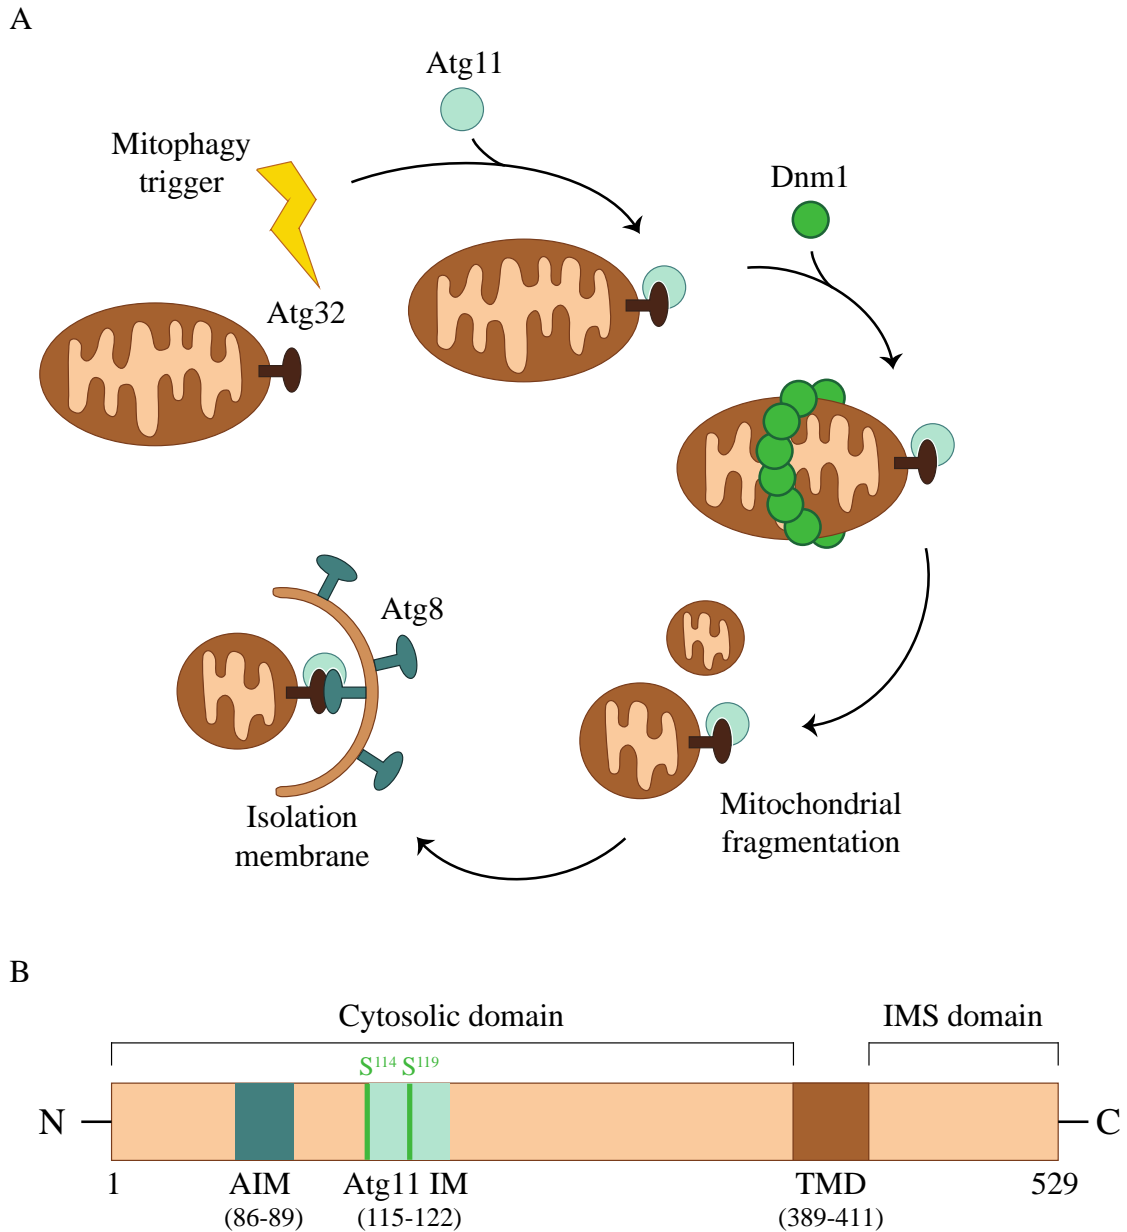 A
Atg11
Mitophagy
trigger
Dnm1
Atg32
Atg8
Isolation
membrane
Mitochondrial
fragmentation
B
Cytosolic domain
IMS domain
S¹¹⁴ S¹¹⁹
N
C
1
AIM
Atg11 IM
TMD
529
(86-89)
(115-122)
(389-411)